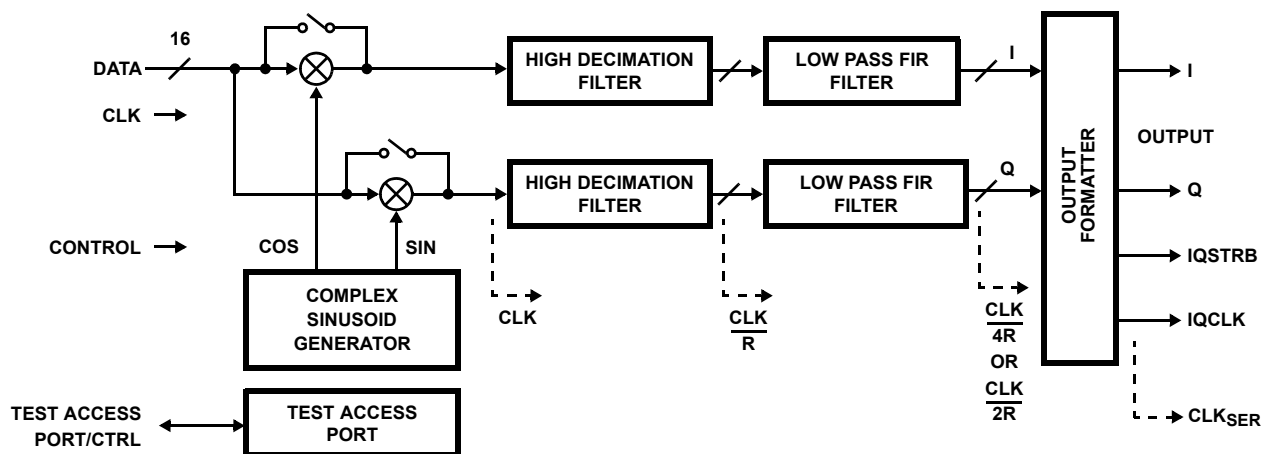 16
DATA
CLK
CONTROL
HIGH DECIMATION
FILTER
LOW PASS FIR
FILTER
I
HIGH DECIMATION
FILTER
LOW PASS FIR
FILTER
Q
OUTPUT
FORMATTER
I
OUTPUT
Q
IQSTRB
IQCLK
CLKSER
COS
SIN
COMPLEX
SINUSOID
GENERATOR
CLK
CLK
R
CLK
4R
OR
CLK
2R
TEST ACCESS
PORT/CTRL
TEST ACCESS
PORT